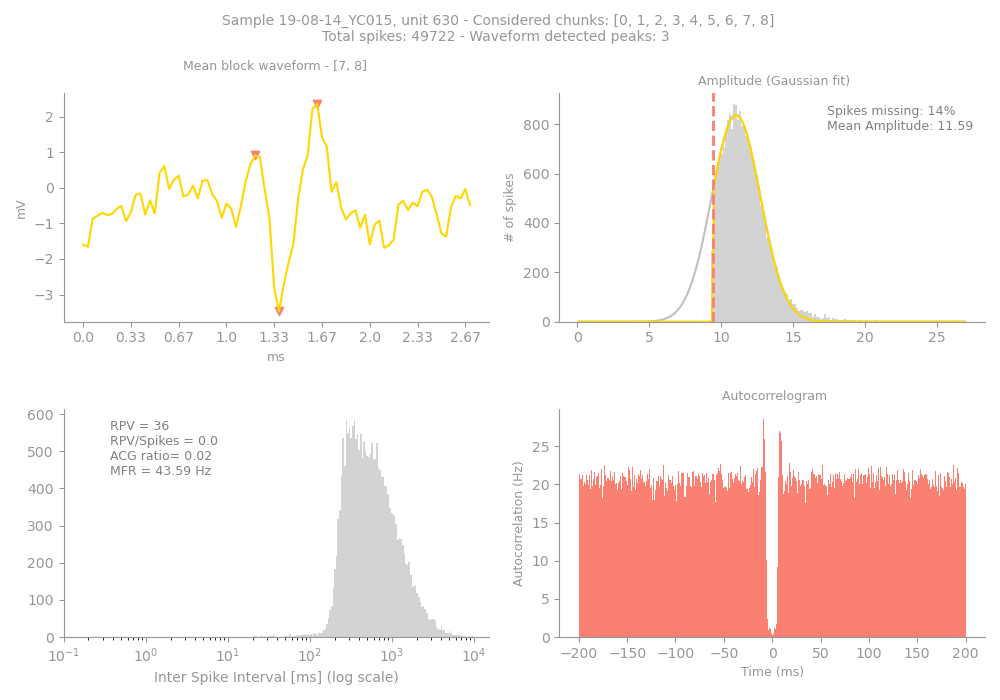 Sample 19-08-14_YC015, unit 630 - Considered chunks: [0, 1, 2, 3, 4, 5, 6, 7, 8]
Total spikes: 49722 - Waveform detected peaks: 3
Mean block waveform - [7, 8]
mV
2
1
0
−1
−2
−3
0.0 0.33 0.67 1.0 1.33 1.67 2.0 2.33 2.67
ms
Amplitude (Gaussian fit)
Spikes missing: 14%
Mean Amplitude: 11.59
# of spikes
800
600
400
200
0
0 5 10 15 20 25
RPV = 36
RPV/Spikes = 0.0
ACG ratio= 0.02
MFR = 43.59 Hz
600
500
400
300
200
100
0
10⁻¹ 10⁰ 10¹ 10² 10³ 10⁴
Inter Spike Interval [ms] (log scale)
Autocorrelogram
Autocorrelation (Hz)
25
20
15
10
5
0
−200 −150 −100 −50 0 50 100 150 200
Time (ms)